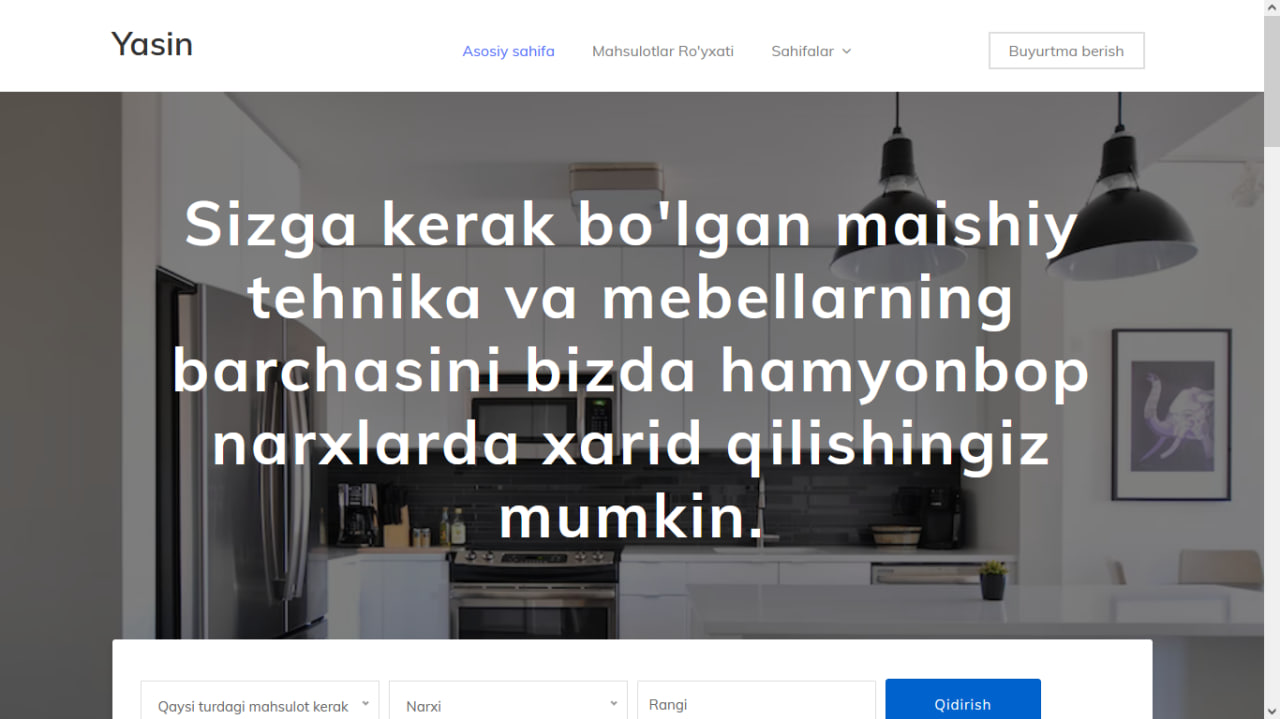 Yasin
Asosiy sahifa
Mahsulotlar Ro'yxati
Sahifalar
Buyurtma berish
Sizga kerak bo'lgan maishiy
tehnika va mebellarning
barchasini bizda hamyonbop
narxlarda xarid qilishingiz
mumkin.
Qaysi turdagi mahsulot kerak
Narxi
Rangi
Qidirish